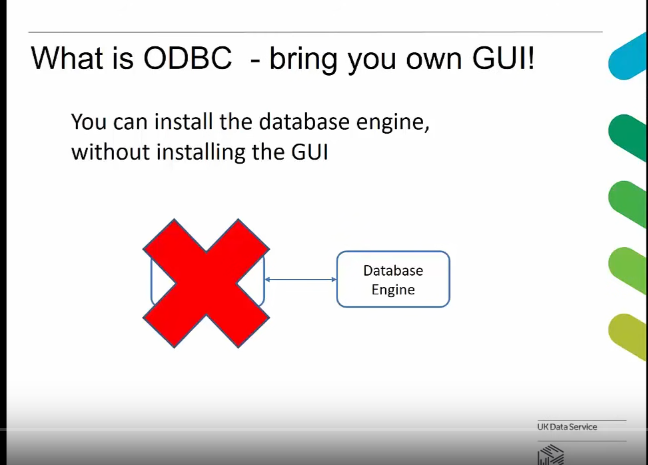 What is ODBC  - bring you own GUI!
You can install the database engine,
without installing the GUI
Database
Engine
UK Data Service